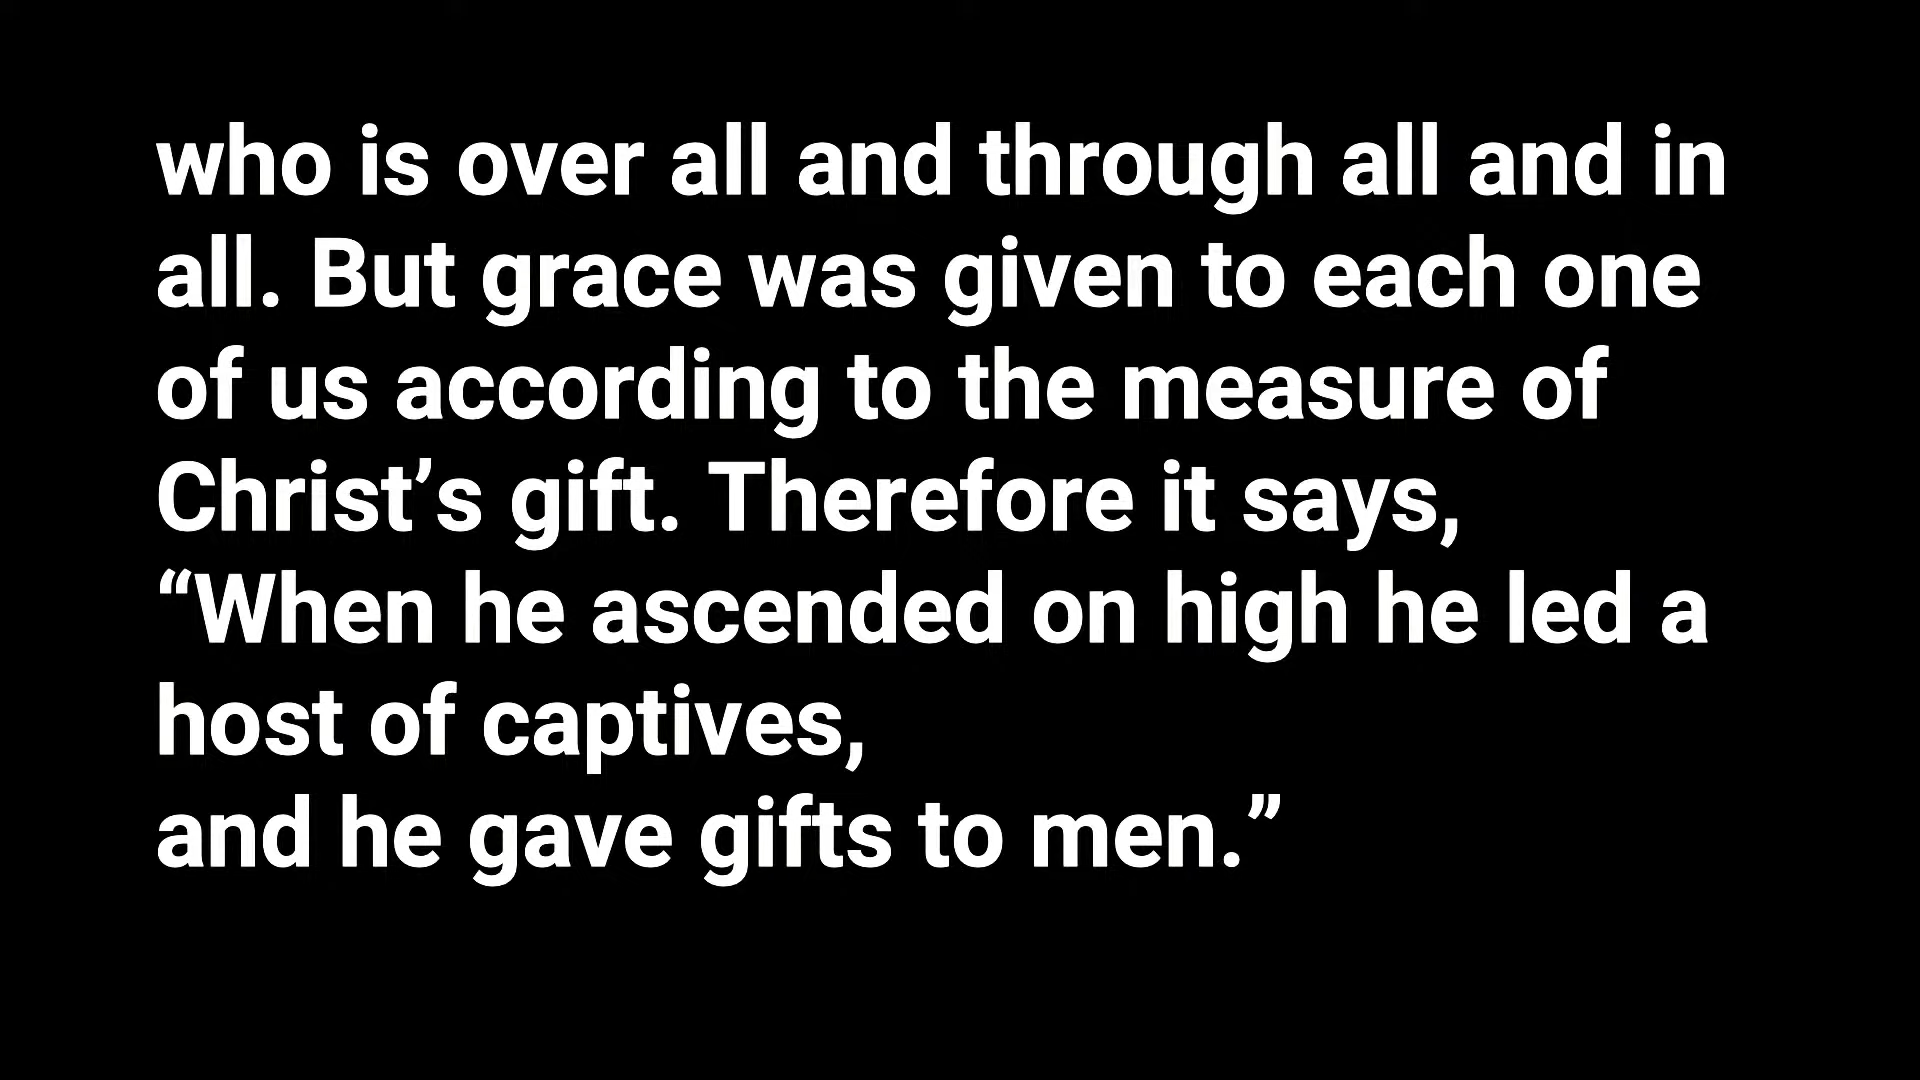 who is over all and through all and in
all. But grace was given to each one
of us according to the measure of
Christ’s gift. Therefore it says,
“When he ascended on high he led a
host of captives,
and he gave gifts to men.”